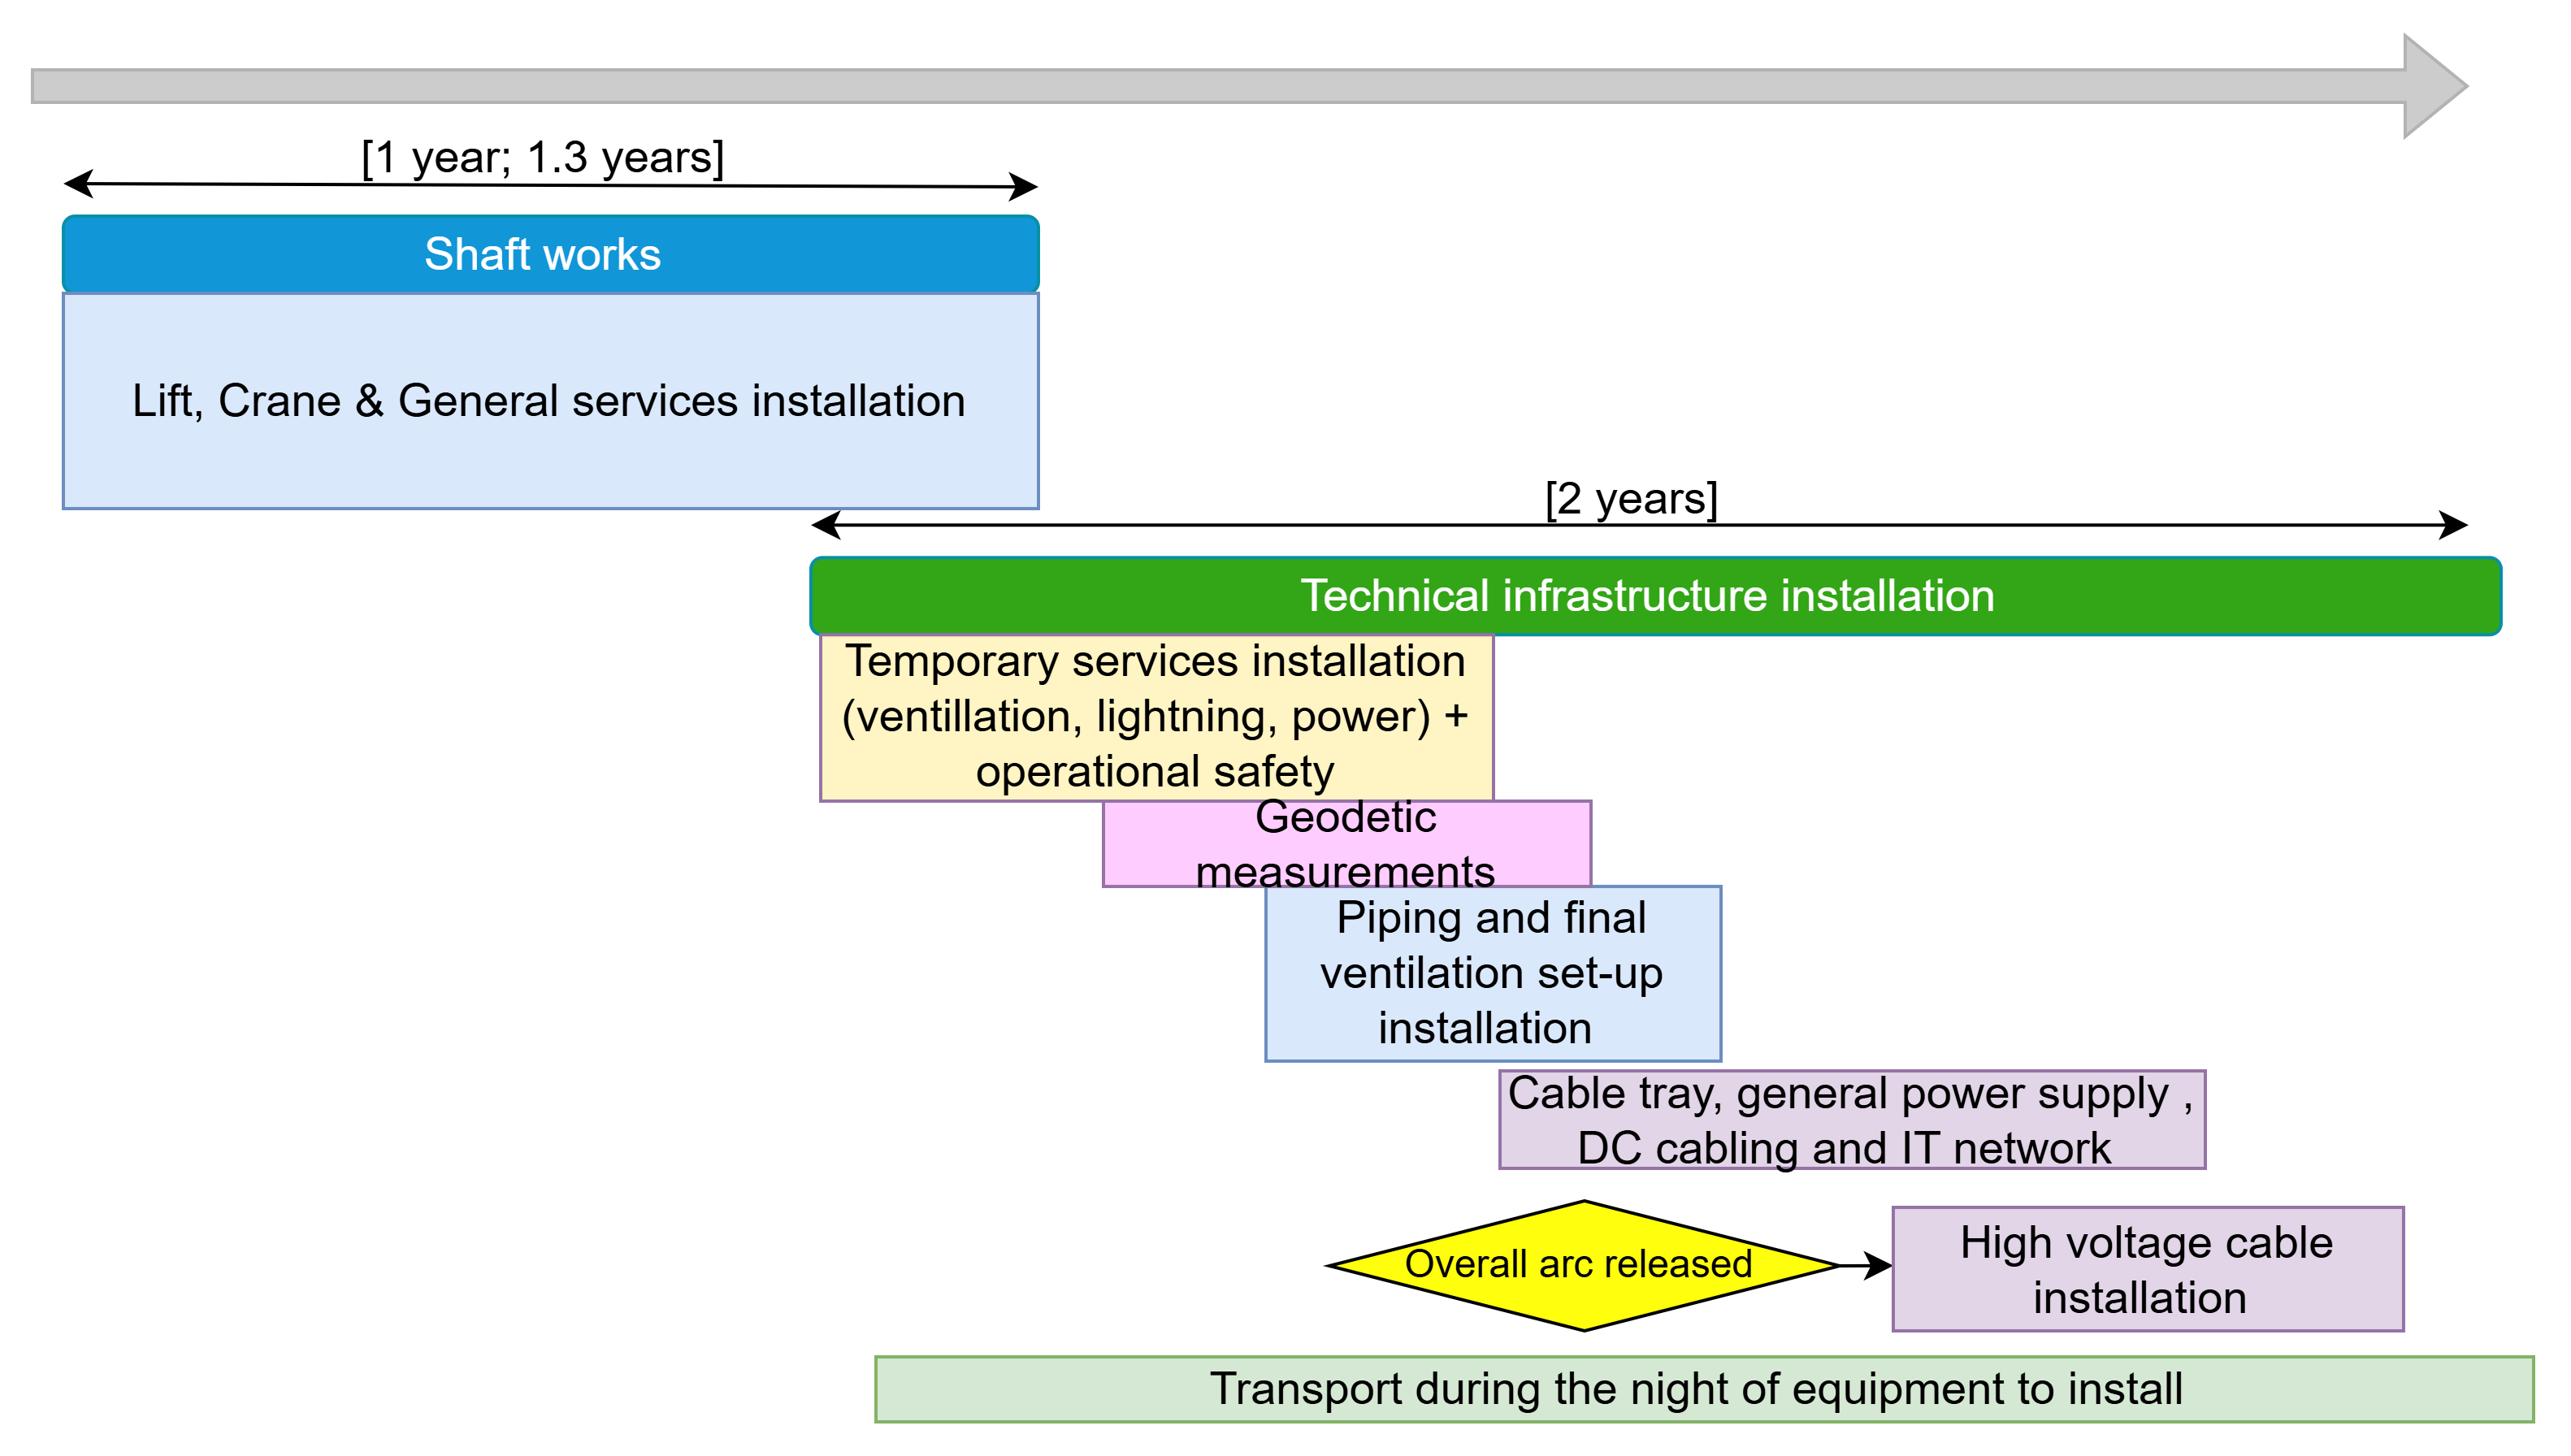 [1 year; 1.3 years]
Shaft works
Lift, Crane & General services installation
[2 years]
Technical infrastructure installation
Temporary services installation
(ventillation, lightning, power) +
operational safety
Geodetic
measurements
Piping and final
ventilation set-up
installation
Cable tray, general power supply ,
DC cabling and IT network
Overall arc released
High voltage cable
installation
Transport during the night of equipment to install